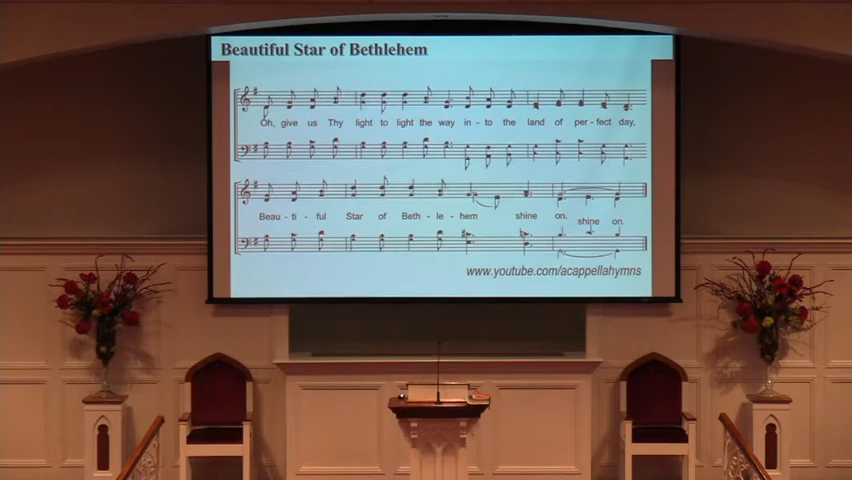 Beautiful Star of Bethlehem
Oh, give us Thy light to light the way in - to the land of per - fect day,
Beau - ti - ful Star of Beth - le - hem shine on. shine on.
www.youtube.com/acappellahymns